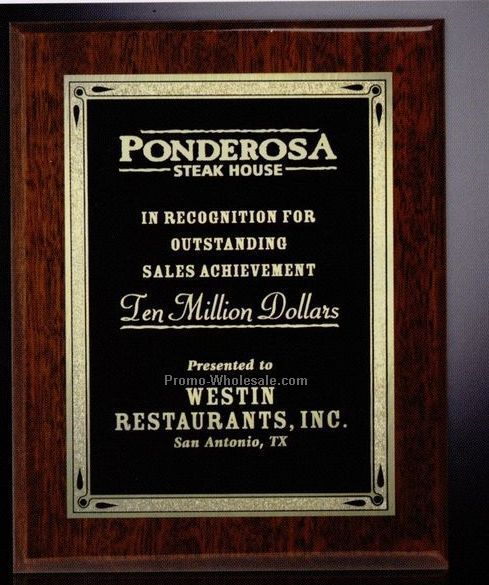 PONDEROSA
STEAK HOUSE
IN RECOGNITION FOR
OUTSTANDING
SALES ACHIEVEMENT
Ten Million Dollars
Presented to
Promo-Wholesale.com
WESTIN
RESTAURANTS, INC.
San Antonio, TX